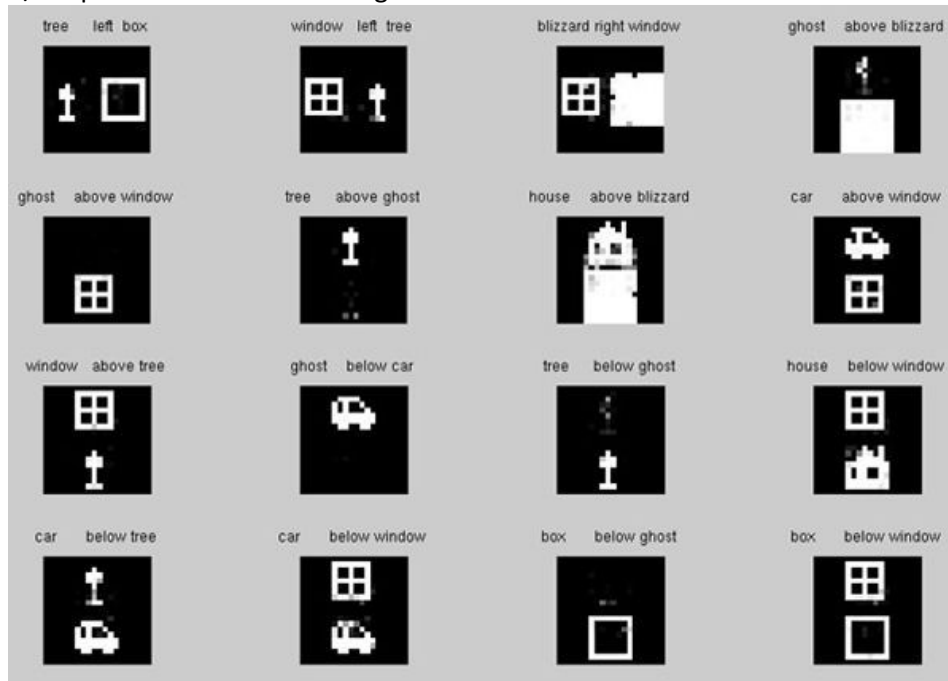 tree left box
window left tree
blizzard right window
ghost above blizzard
ghost above window
tree above ghost
house above blizzard
car above window
window above tree
ghost below car
tree below ghost
house below window
car below tree
car below window
box below ghost
box below window